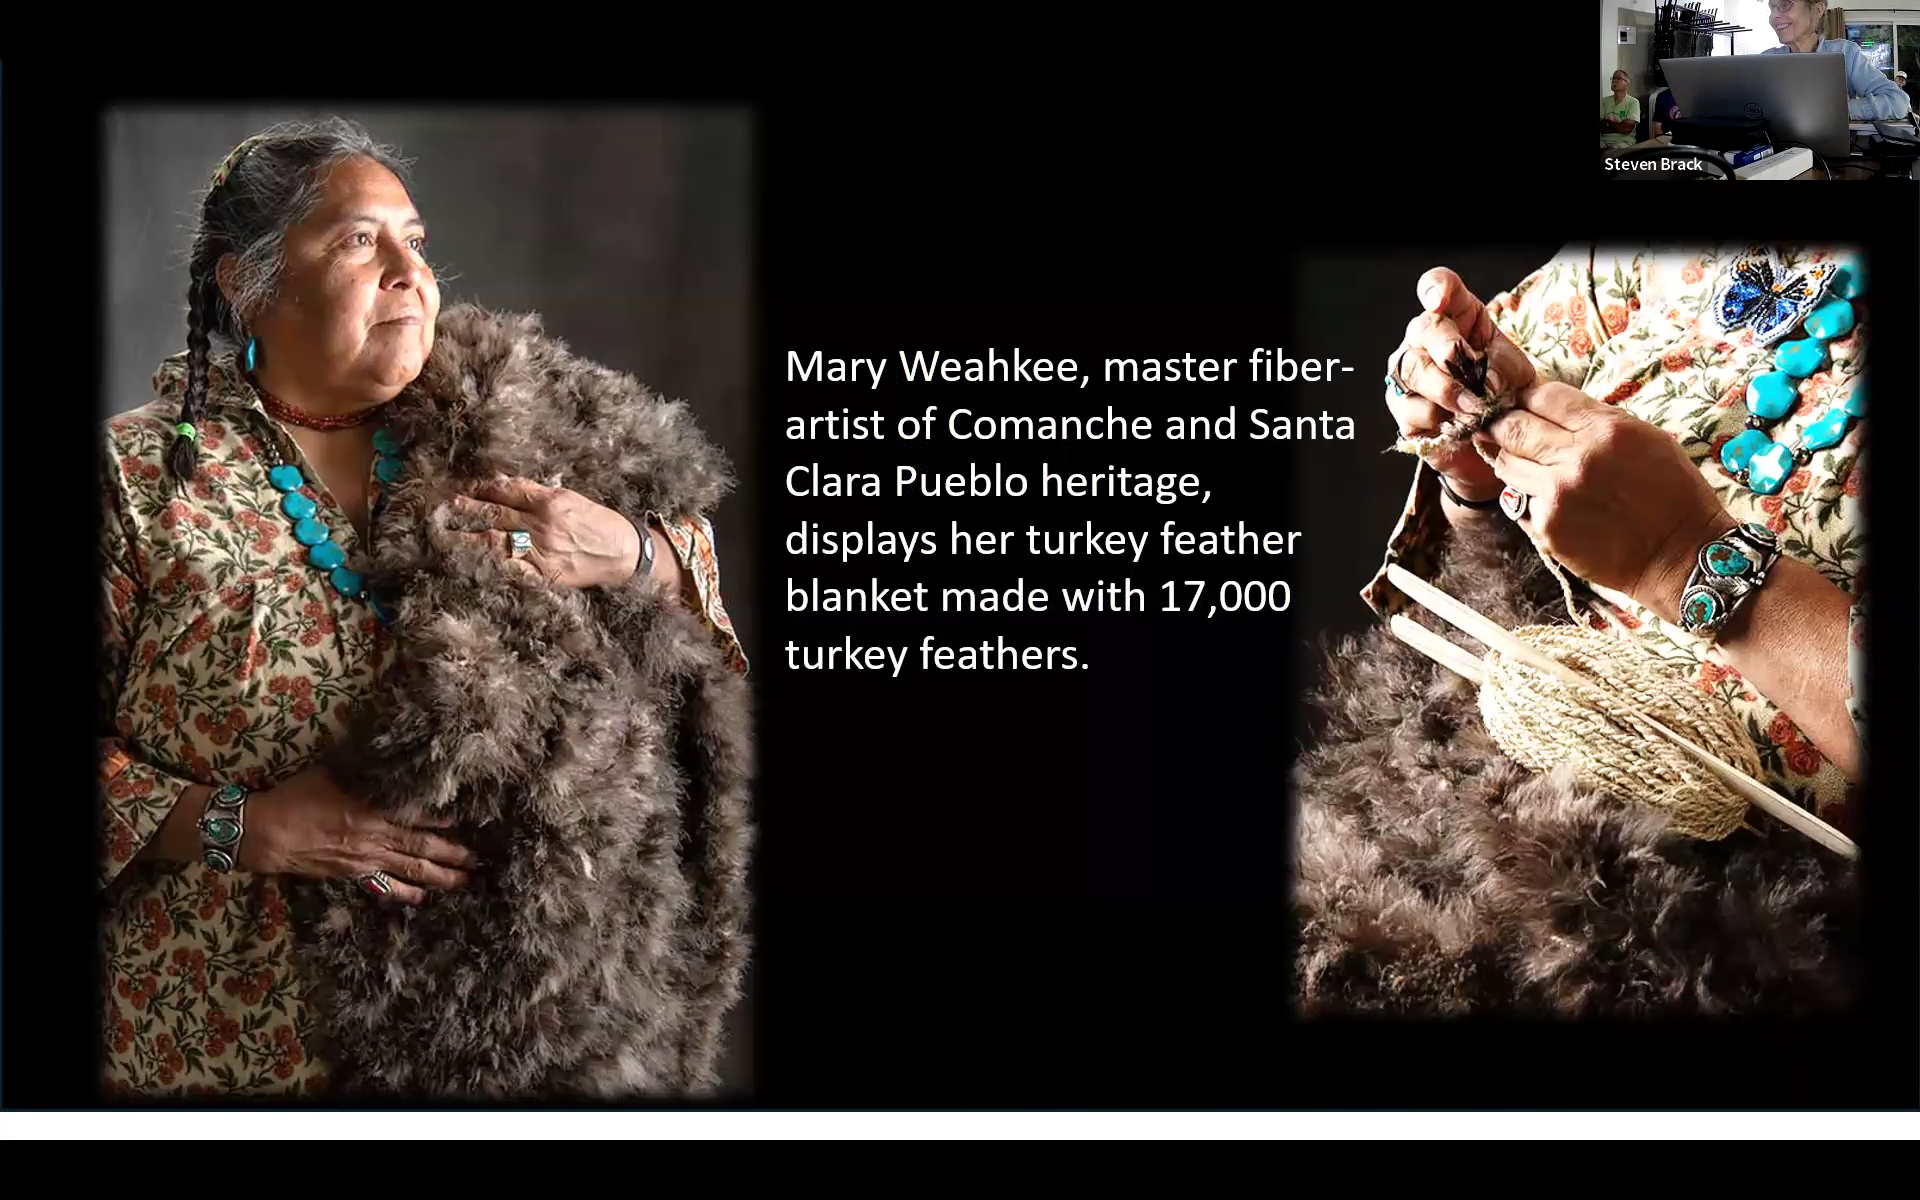 Steven Brack
Mary Weahkee, master fiber-
artist of Comanche and Santa
Clara Pueblo heritage,
displays her turkey feather
blanket made with 17,000
turkey feathers.